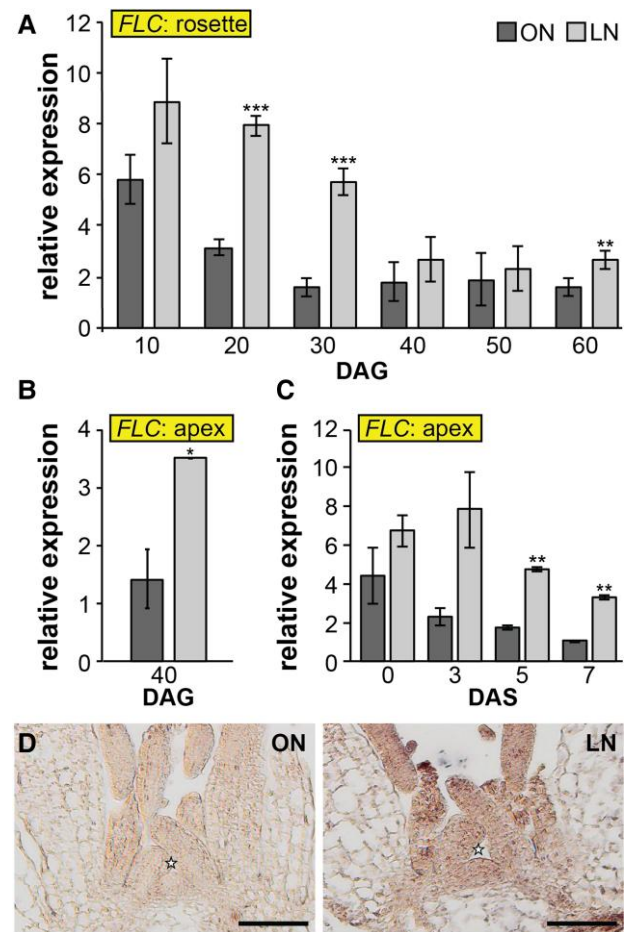 A
FLC: rosette
ON LN
12
10
8
6
4
2
0
relative expression
***
***
**
10 20 30 40 50 60
DAG
B
FLC: apex
4
3
2
1
0
relative expression
*
40
DAG
C
FLC: apex
12
10
8
6
4
2
0
relative expression
**
**
0 3 5 7
DAS
D
ON
LN